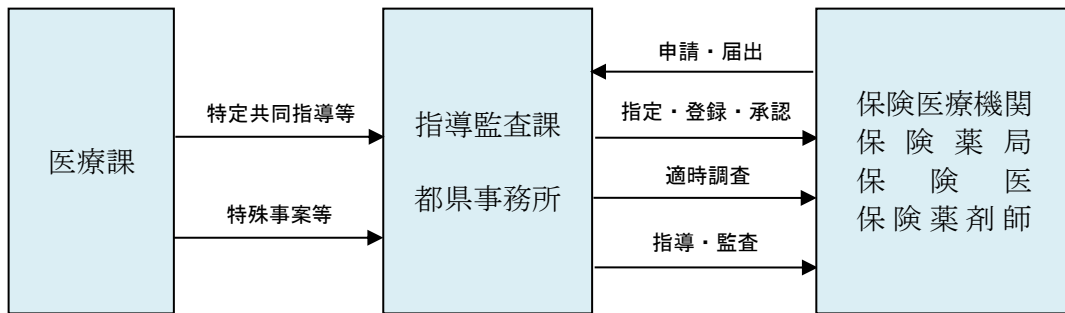 医療課
特定共同指導等
特殊事案等
指導監査課
都県事務所
申請・届出
指定・登録・承認
適時調査
指導・監査
保険医療機関
保険薬局
保険医
保険薬剤師